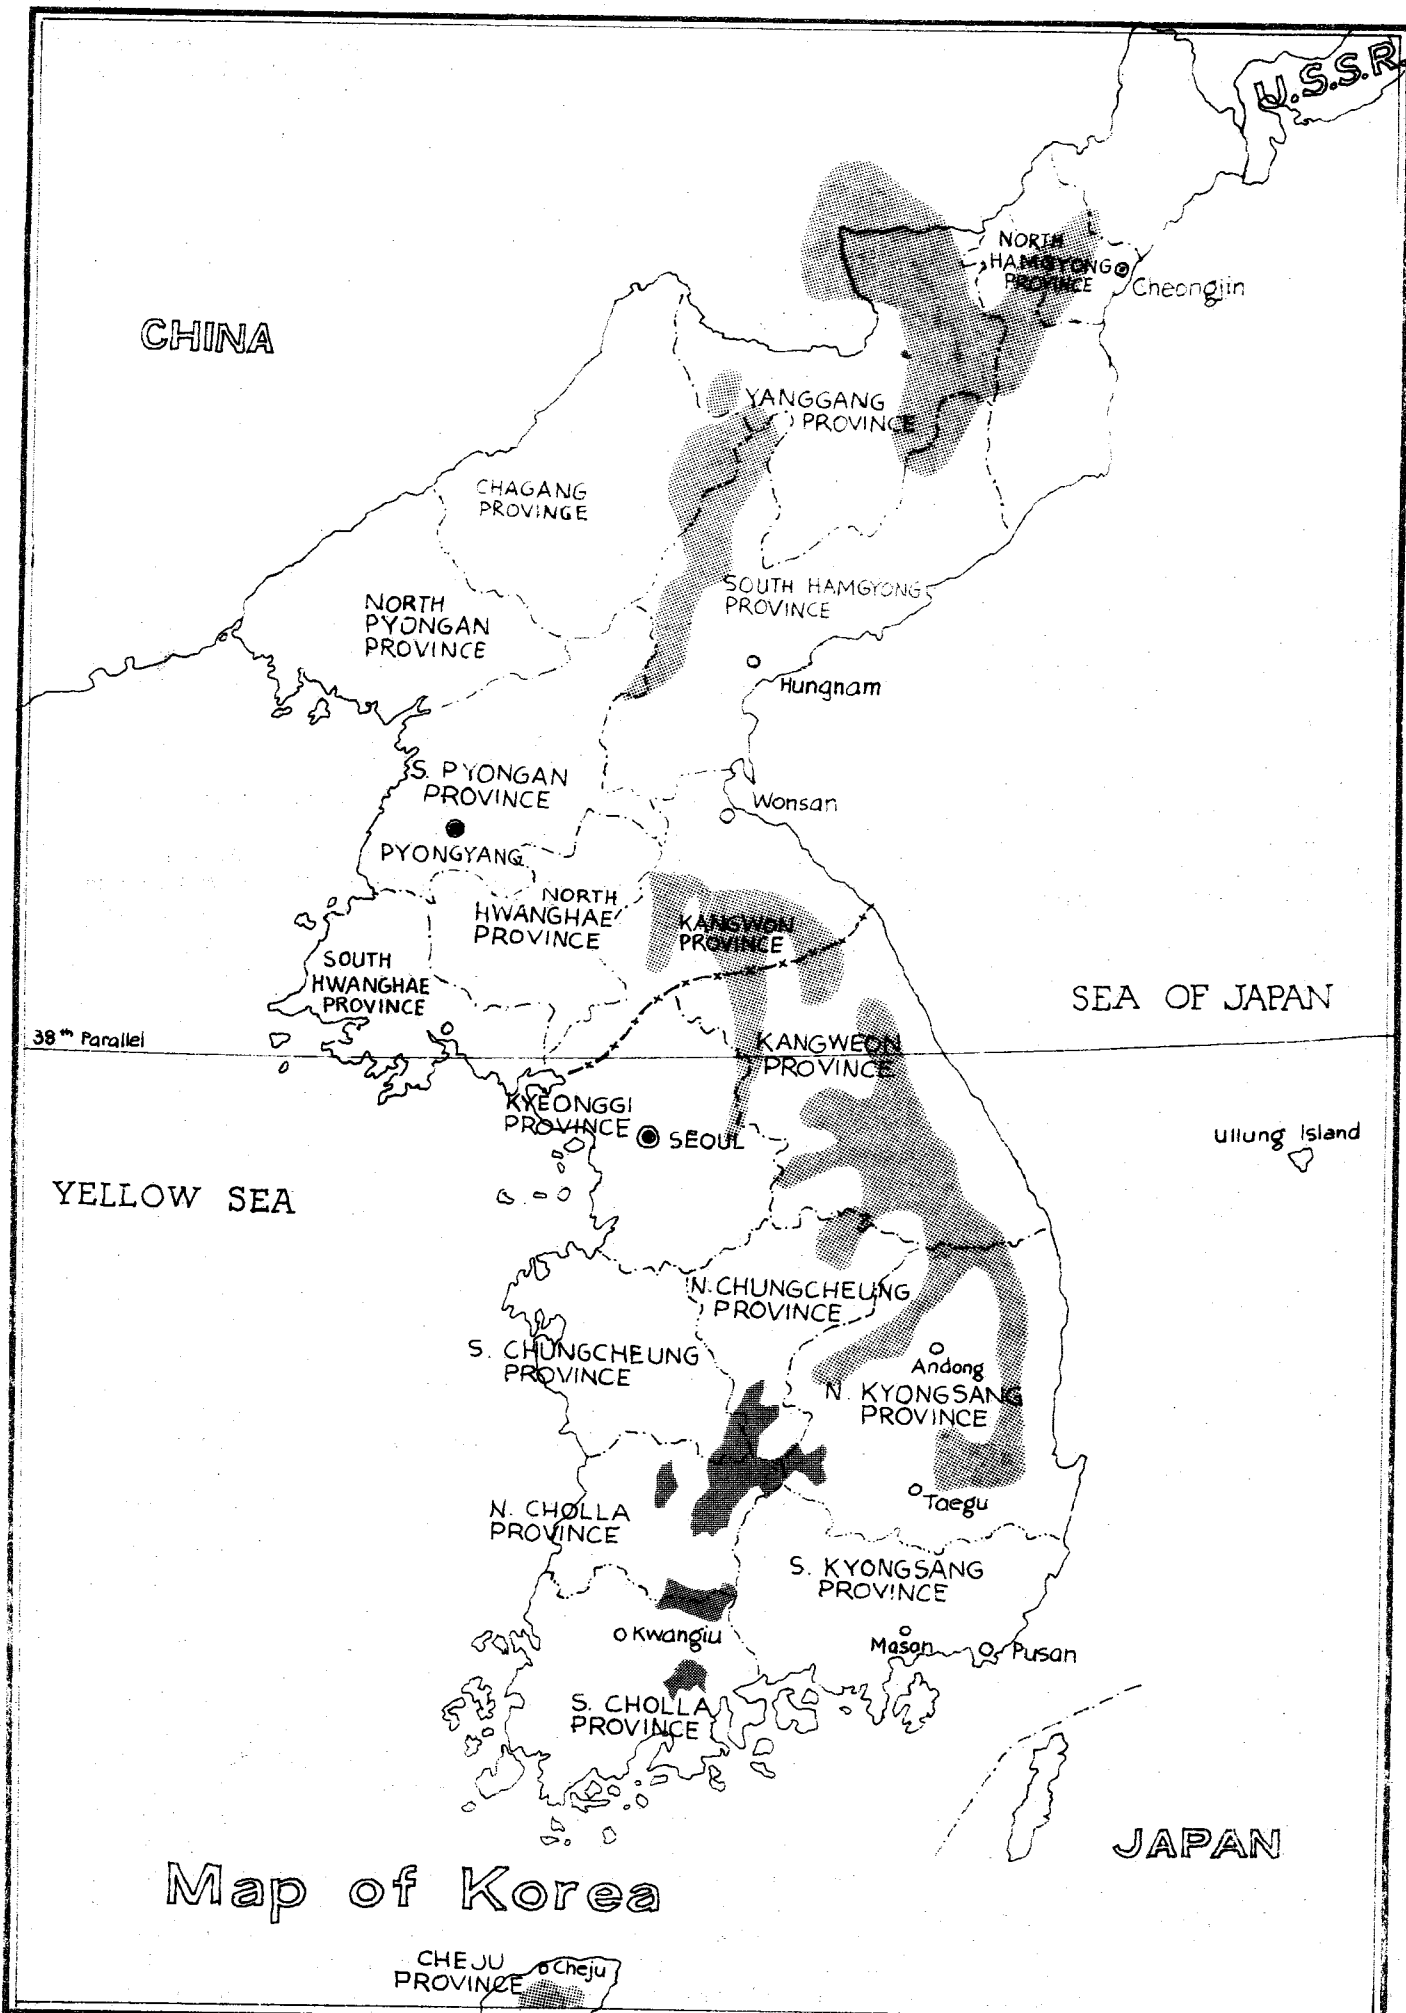 U.S.S.R
NORTH
HAMGYONG
PROVINCE
Cheongjin
CHINA
YANGGANG
PROVINCE
CHAGANG
PROVINGE
SOUTH HAMGYONG
PROVINCE
NORTH
PYONGAN
PROVINCE
Hungnam
S. PYONGAN
PROVINCE
Wonsan
PYONGYANG
NORTH
HWANGHAE
PROVINCE
KANGWON
PROVINCE
SOUTH
HWANGHAE
PROVINCE
SEA OF JAPAN
38th Parallel
KANGWEON
PROVINCE
KYEONGGI
PROVINCE
SEOUL
Ullung Island
YELLOW SEA
N. CHUNGCHEUNG
PROVINCE
S. CHUNGCHEUNG
PROVINCE
Andong
N. KYONGSANG
PROVINCE
Taegu
N. CHOLLA
PROVINCE
S. KYONGSANG
PROVINCE
Kwangiu
Masan
Pusan
S. CHOLLA
PROVINCE
JAPAN
Map of Korea
CHEJU
PROVINCE
Cheju